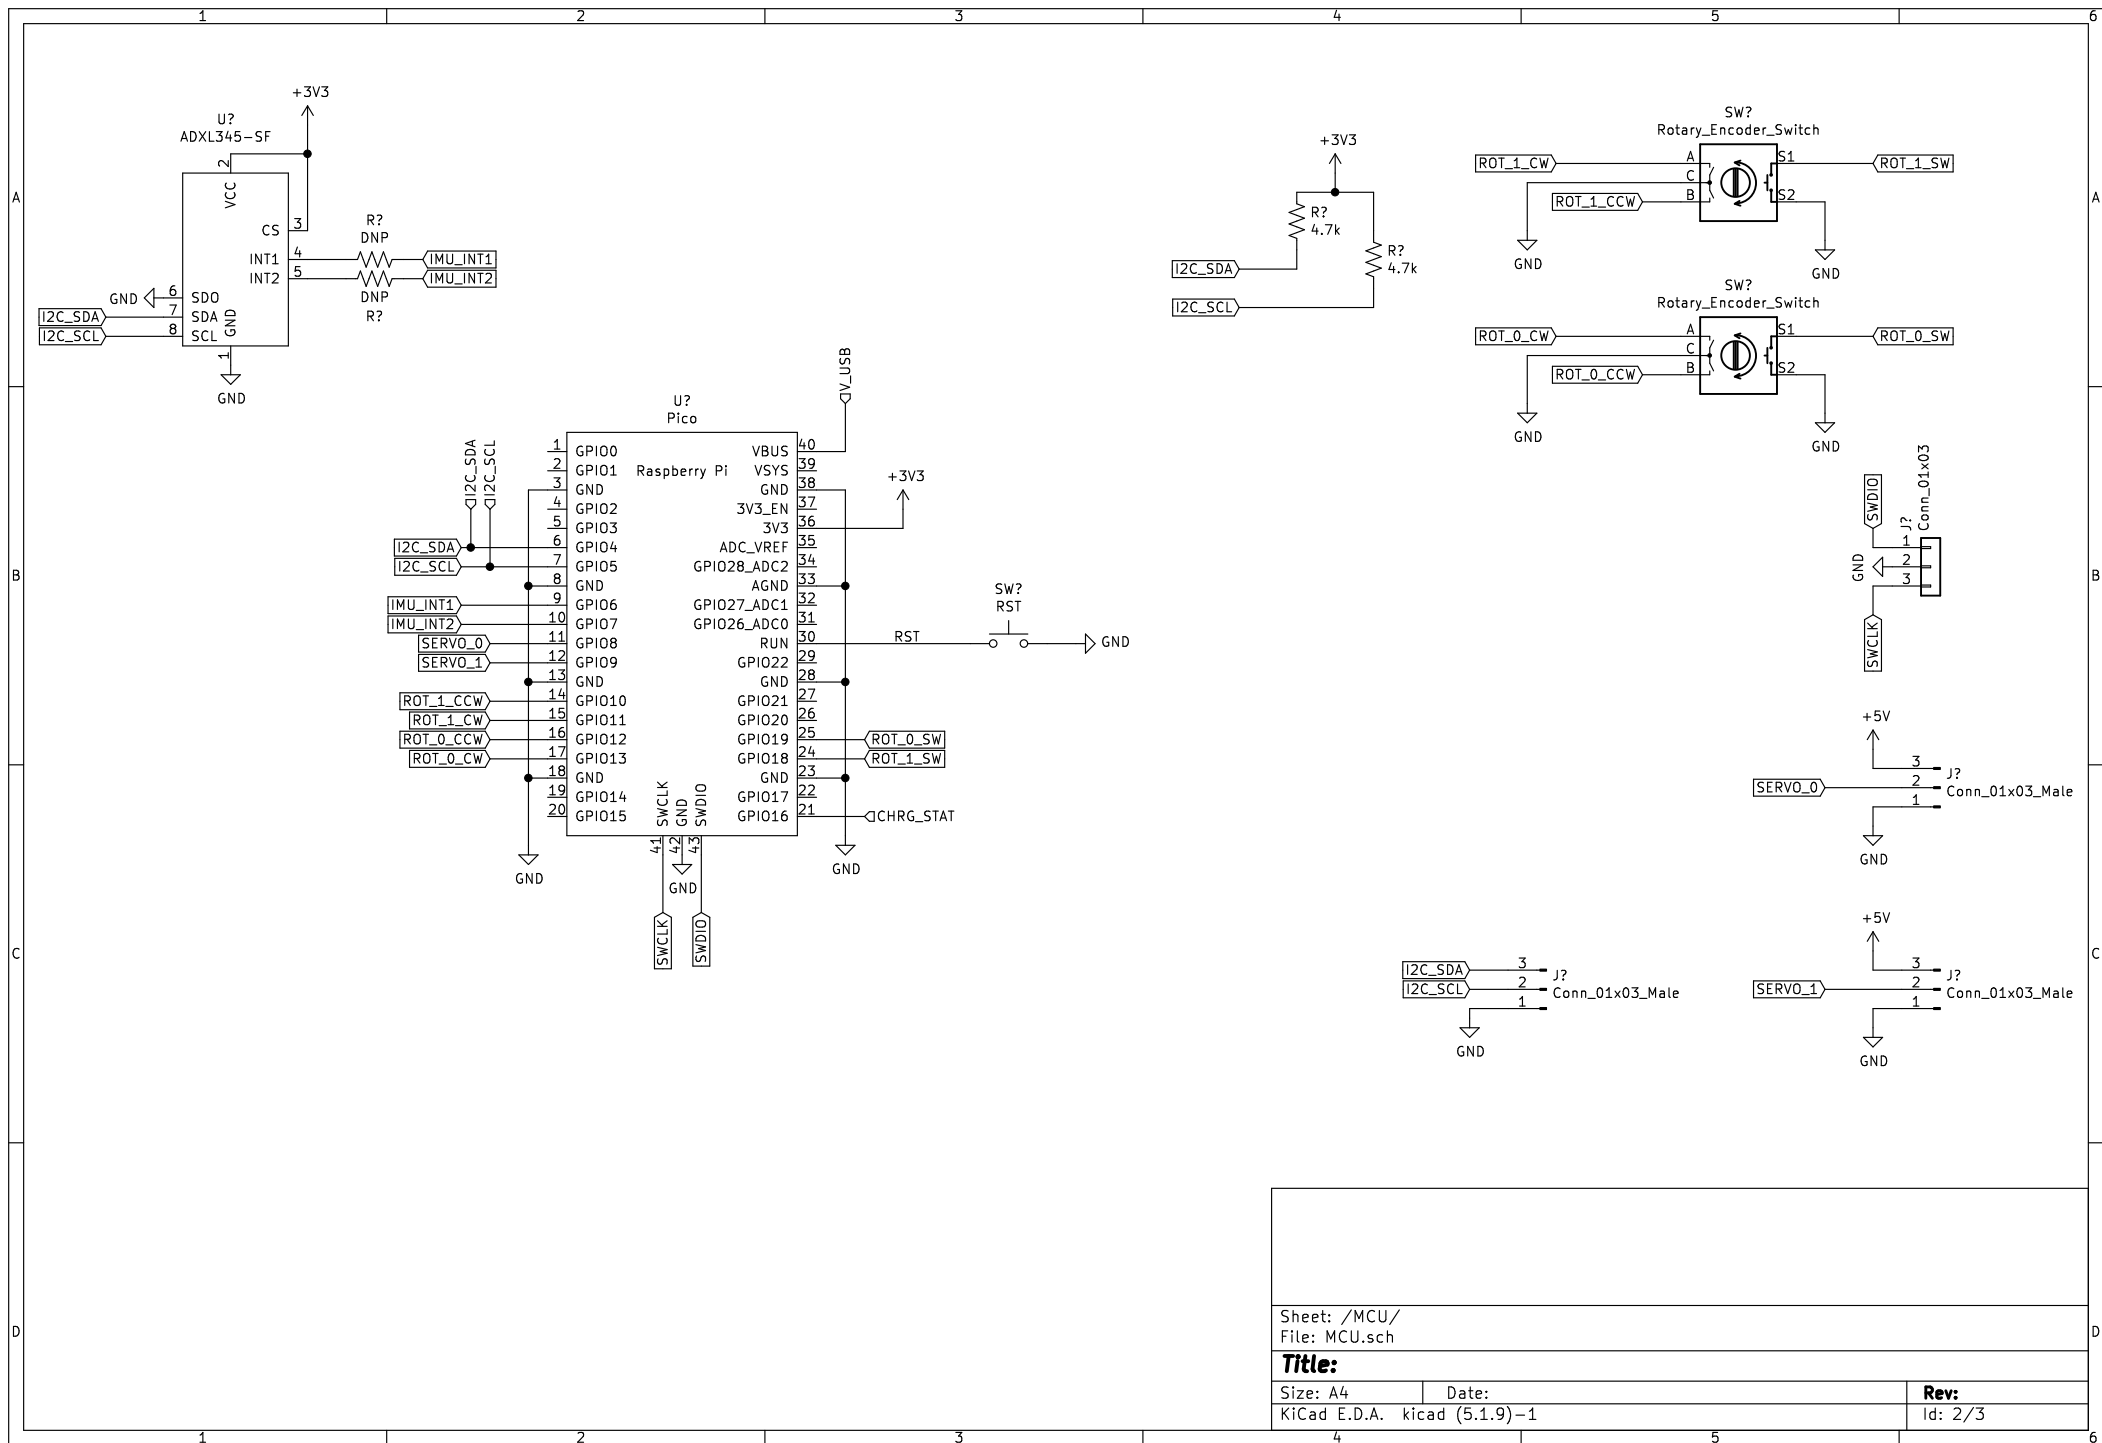 1 2 3 4 5 6
A
B
C
D
+3V3
U?
ADXL345-SF
2
VCC
CS 3
INT1 4
INT2 5
R?
DNP
IMU_INT1
IMU_INT2
DNP
R?
GND 6 SDO
I2C_SDA 7 SDA
I2C_SCL 8 SCL
GND
1
GND
+3V3
R?
4.7k
R?
4.7k
I2C_SDA
I2C_SCL
SW?
Rotary_Encoder_Switch
ROT_1_CW A S1 ROT_1_SW
C
ROT_1_CCW B S2
GND
GND
SW?
Rotary_Encoder_Switch
ROT_0_CW A S1 ROT_0_SW
C
ROT_0_CCW B S2
GND
GND
V_USB
U?
Pico
Raspberry Pi
I2C_SDA
I2C_SCL
1 GPIO0
2 GPIO1
3 GND
4 GPIO2
5 GPIO3
I2C_SDA 6 GPIO4
I2C_SCL 7 GPIO5
8 GND
IMU_INT1 9 GPIO6
IMU_INT2 10 GPIO7
SERVO_0 11 GPIO8
SERVO_1 12 GPIO9
13 GND
ROT_1_CCW 14 GPIO10
ROT_1_CW 15 GPIO11
ROT_0_CCW 16 GPIO12
ROT_0_CW 17 GPIO13
18 GND
19 GPIO14
20 GPIO15
GND
VBUS 40
VSYS 39
GND 38
3V3_EN 37
3V3 36
+3V3
ADC_VREF 35
GPIO28_ADC2 34
AGND 33
GPIO27_ADC1 32
GPIO26_ADC0 31
RUN 30 RST
SW?
RST
GND
GPIO22 29
GND 28
GPIO21 27
GPIO20 26
GPIO19 25 ROT_0_SW
GPIO18 24 ROT_1_SW
GND 23
GPIO17 22
GPIO16 21 CHRG_STAT
GND
SWCLK GND SWDIO
41 42 43
GND
SWCLK
SWDIO
SWDIO
J?
Conn_01x03
1
GND 2
3
SWCLK
+5V
3
SERVO_0 2
1
J?
Conn_01x03_Male
GND
+5V
3
SERVO_1 2
1
J?
Conn_01x03_Male
GND
I2C_SDA 3
I2C_SCL 2
1
J?
Conn_01x03_Male
GND
Sheet: /MCU/
File: MCU.sch
Title:
Size: A4 Date: Rev:
KiCad E.D.A. kicad (5.1.9)-1 Id: 2/3
A
B
C
D
1 2 3 4 5 6